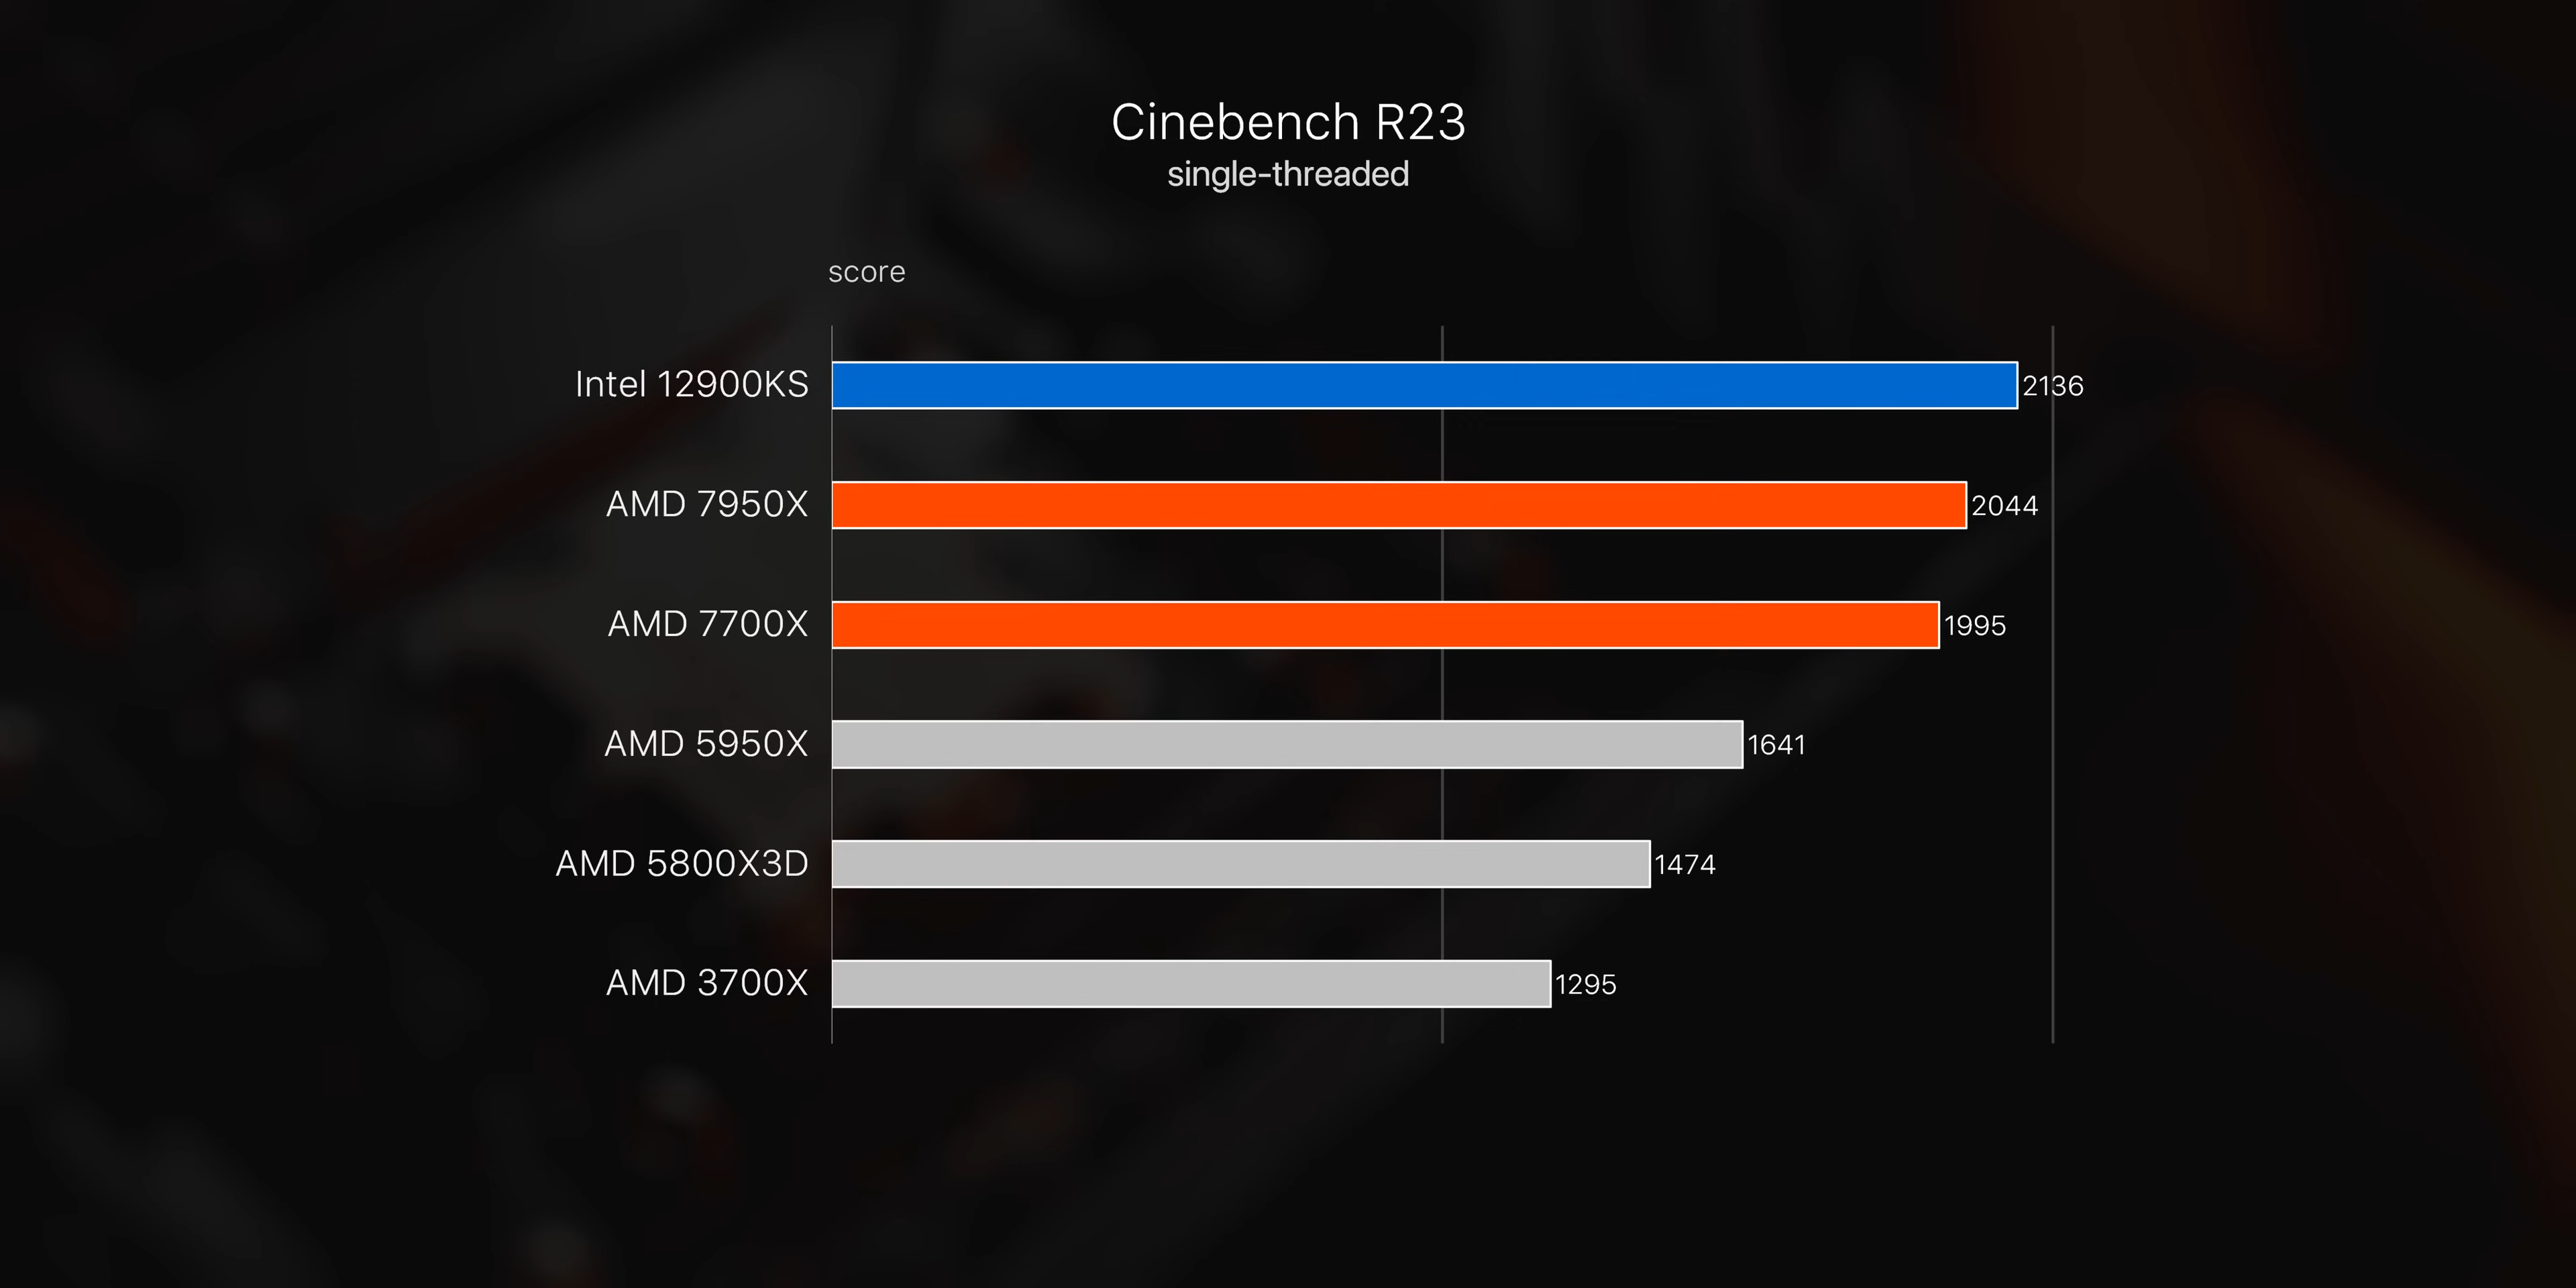 Cinebench R23
single-threaded
score
Intel 12900KS 2136
AMD 7950X 2044
AMD 7700X 1995
AMD 5950X 1641
AMD 5800X3D 1474
AMD 3700X 1295